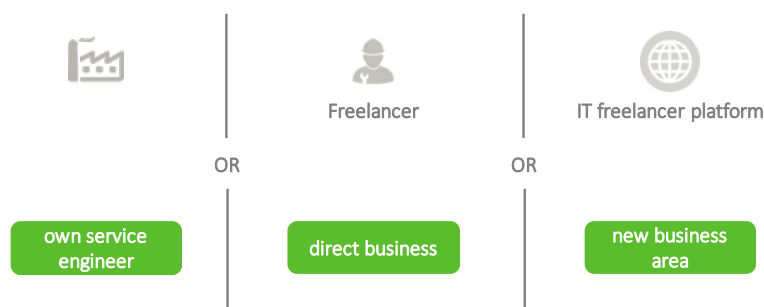 Freelancer
IT freelancer platform
OR
OR
own service
engineer
direct business
new business
area